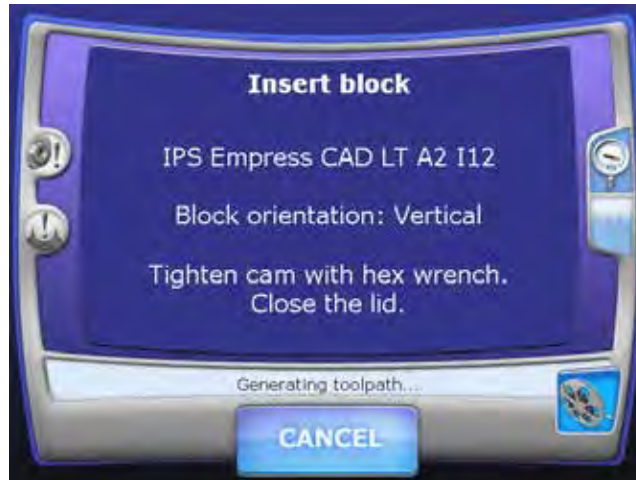 Insert block
IPS Empress CAD LT A2 I12
Block orientation: Vertical
Tighten cam with hex wrench.
Close the lid.
Generating toolpath...
CANCEL